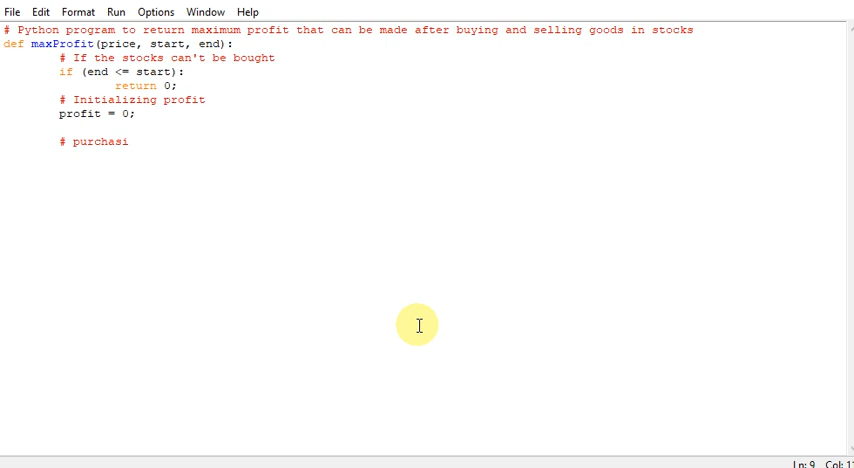 File Edit Format Run Options Window Help
# Python program to return maximum profit that can be made after buying and selling goods in stocks
def maxProfit(price, start, end):
# If the stocks can't be bought
if (end <= start):
return 0;
# Initializing profit
profit = 0;
# purchasi
Ln: 9 Col: 1